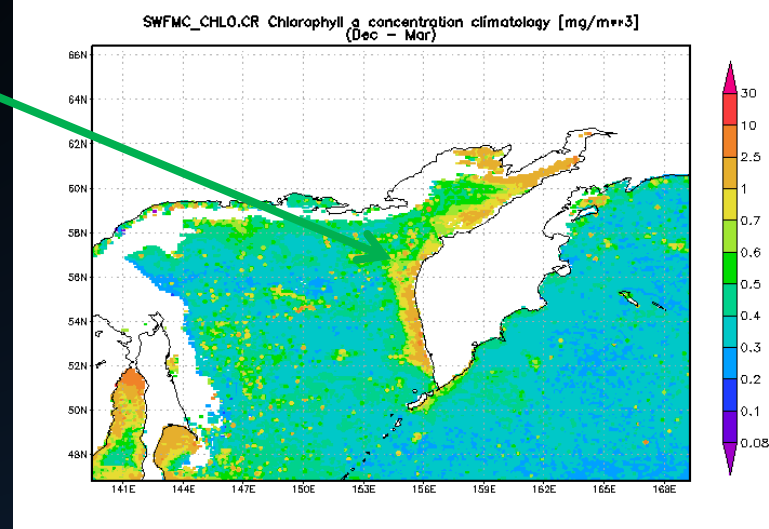 SWFMC_CHLO.CR Chlorophyll a concentration climatology [mg/m**3]
(Dec - Mar)
66N
64N
62N
60N
58N
56N
54N
52N
50N
48N
141E 144E 147E 150E 153E 156E 159E 162E 165E 168E
30
10
2.5
1
0.7
0.6
0.5
0.4
0.3
0.2
0.1
0.08